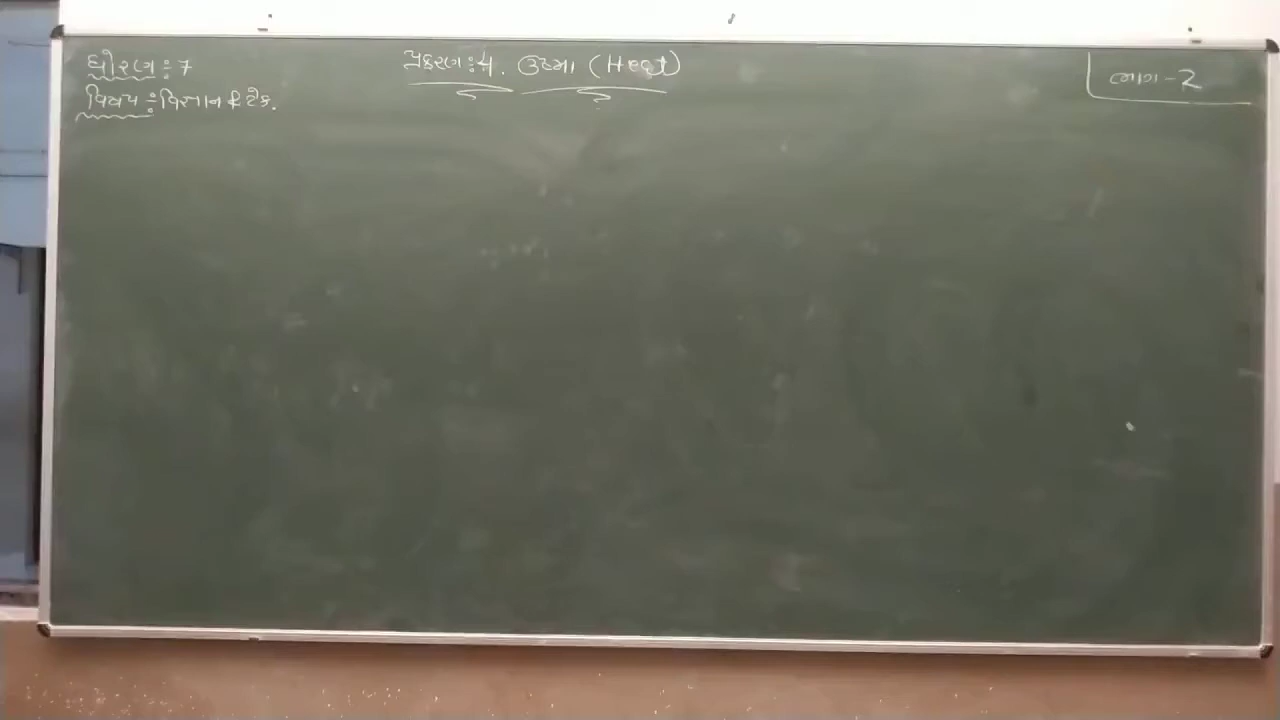 ધોરણ : 7
પ્રકરણ : 4. ઉષ્મા (Heat)
ભાગ - 2
વિષય : વિજ્ઞાન & ટેક.